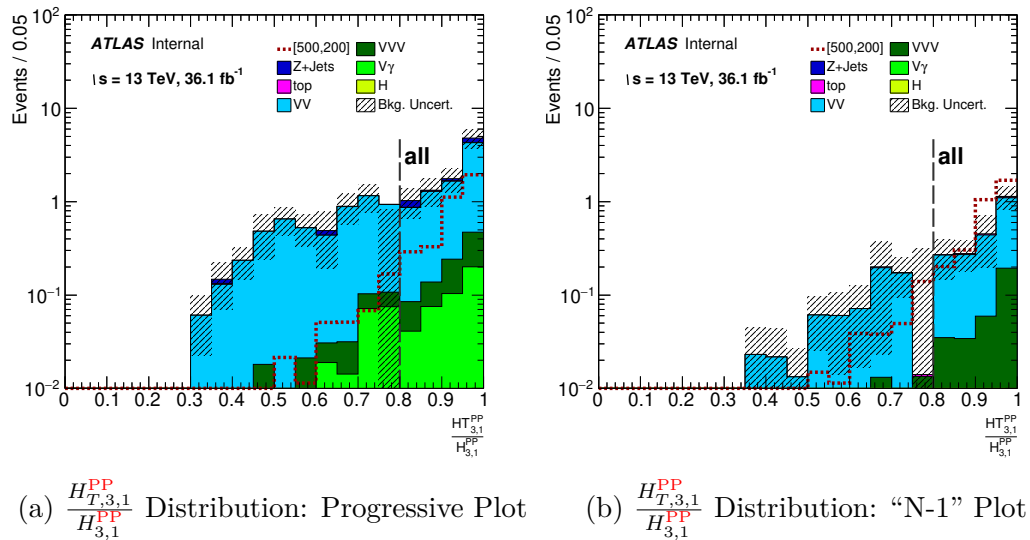 Events / 0.05
ATLAS Internal
√s = 13 TeV, 36.1 fb⁻¹
[500,200]
Z+Jets
top
VV
VVV
Vγ
H
Bkg. Uncert.
all
10²
10
1
10⁻¹
10⁻²
0 0.1 0.2 0.3 0.4 0.5 0.6 0.7 0.8 0.9 1
HT^PP_3,1
H^PP_3,1
Events / 0.05
ATLAS Internal
√s = 13 TeV, 36.1 fb⁻¹
[500,200]
Z+Jets
top
VV
VVV
Vγ
H
Bkg. Uncert.
all
10²
10
1
10⁻¹
10⁻²
0 0.1 0.2 0.3 0.4 0.5 0.6 0.7 0.8 0.9 1
HT^PP_3,1
H^PP_3,1
(a) H^PP_T,3,1 / H^PP_3,1 Distribution: Progressive Plot
(b) H^PP_T,3,1 / H^PP_3,1 Distribution: “N-1” Plot